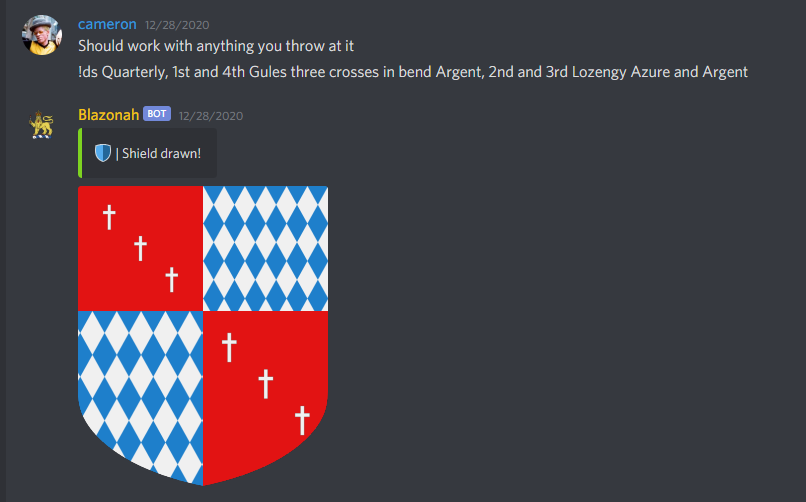 cameron 12/28/2020
Should work with anything you throw at it
!ds Quarterly, 1st and 4th Gules three crosses in bend Argent, 2nd and 3rd Lozengy Azure and Argent
Blazonah BOT 12/28/2020
| Shield drawn!